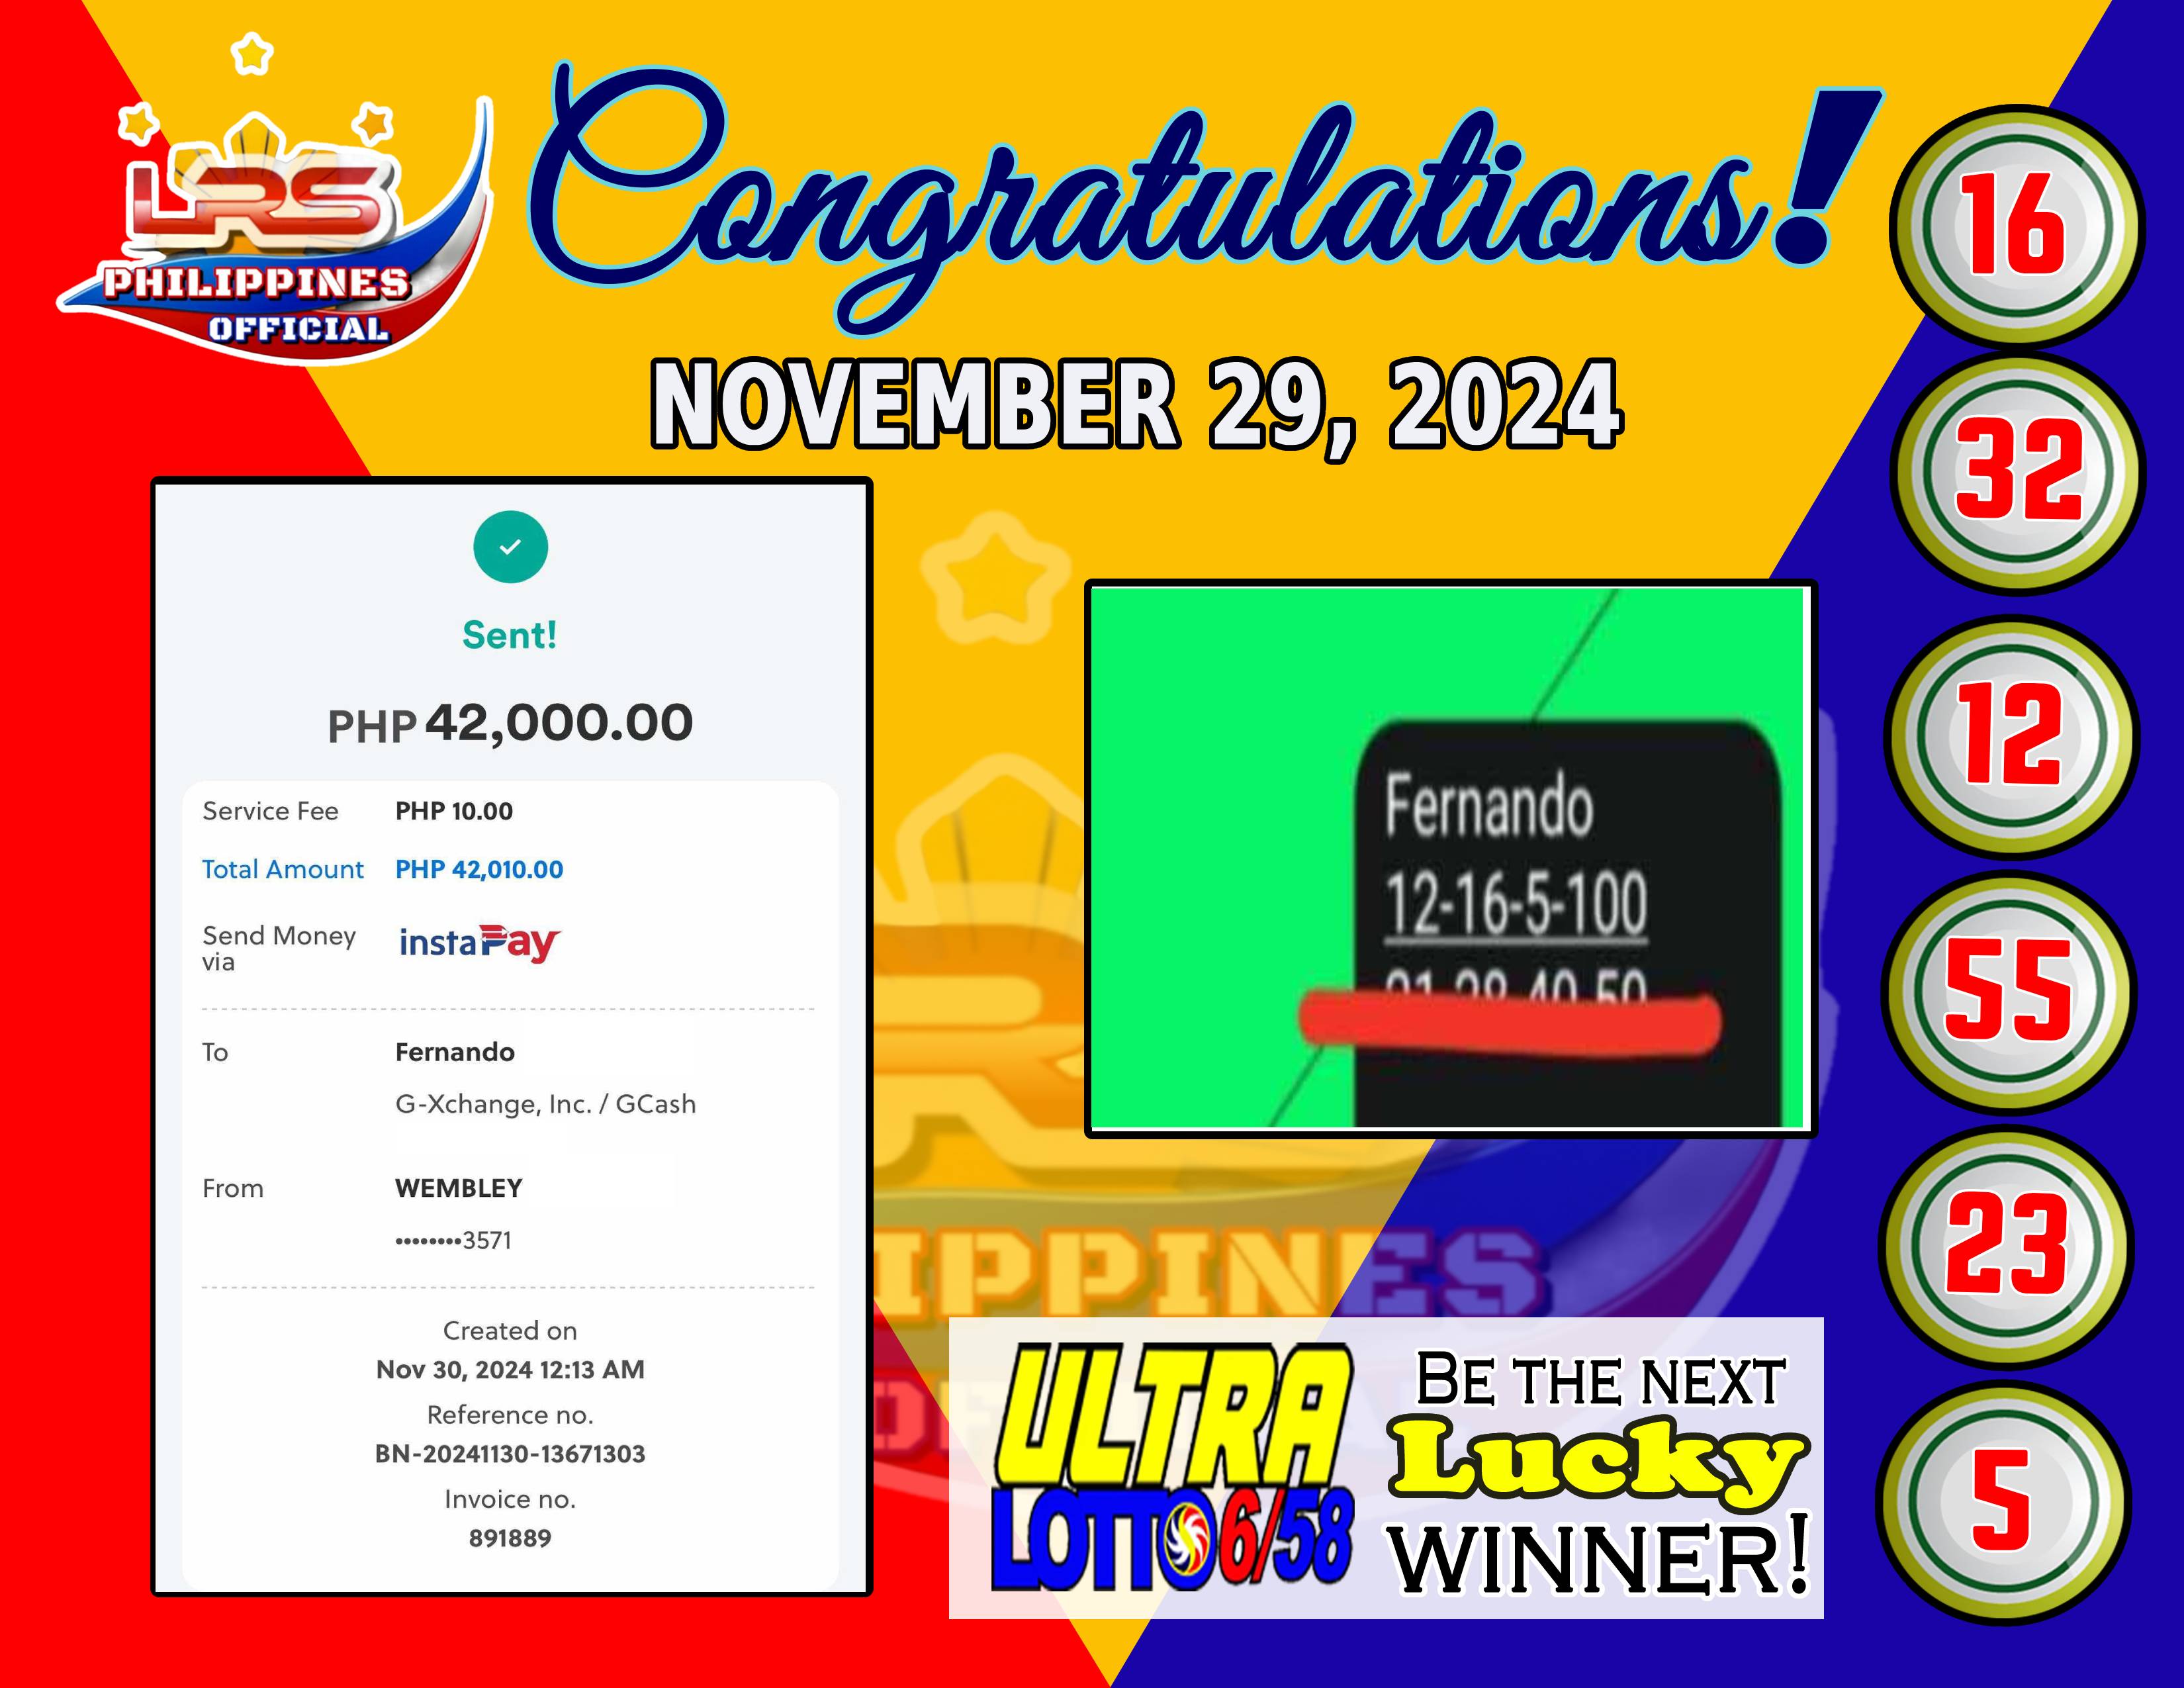 LRS
PHILIPPINES
OFFICIAL
Congratulations!
NOVEMBER 29, 2024
Sent!
PHP 42,000.00
Service Fee PHP 10.00
Total Amount PHP 42,010.00
Send Money via instaPay
To Fernando
G-Xchange, Inc. / GCash
From WEMBLEY
••••••••3571
Created on
Nov 30, 2024 12:13 AM
Reference no.
BN-20241130-13671303
Invoice no.
891889
Fernando
12-16-5-100
ULTRA
LOTTO 6/58
BE THE NEXT
Lucky
WINNER!
16
32
12
55
23
5